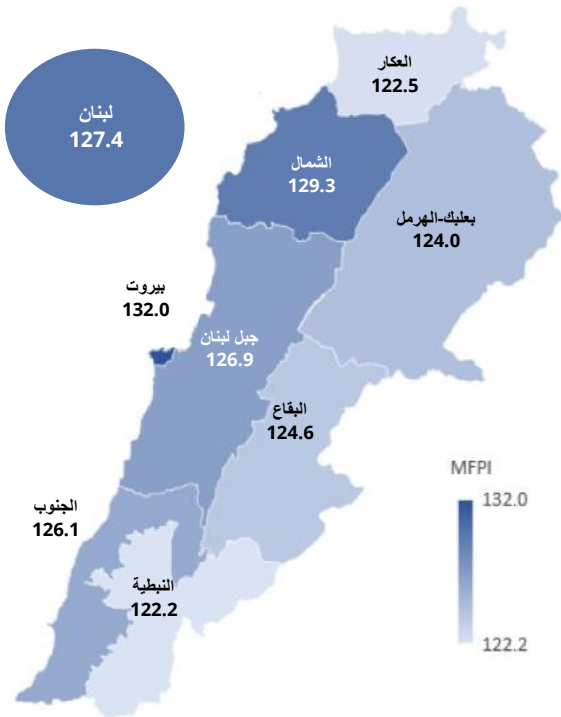 العكار
122.5
لبنان
127.4
الشمال
129.3
بعلبك-الهرمل
124.0
بيروت
132.0
جبل لبنان
126.9
البقاع
124.6
MFPI
132.0
الجنوب
126.1
النبطية
122.2
122.2